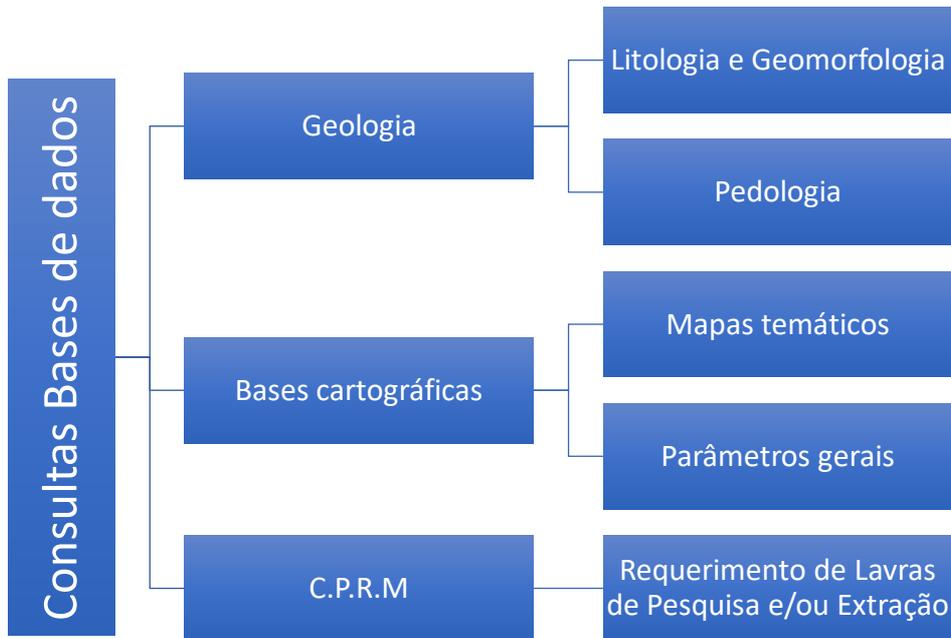 Consultas Bases de dados
Geologia
Litologia e Geomorfologia
Pedologia
Bases cartográficas
Mapas temáticos
Parâmetros gerais
C.P.R.M
Requerimento de Lavras
de Pesquisa e/ou Extração